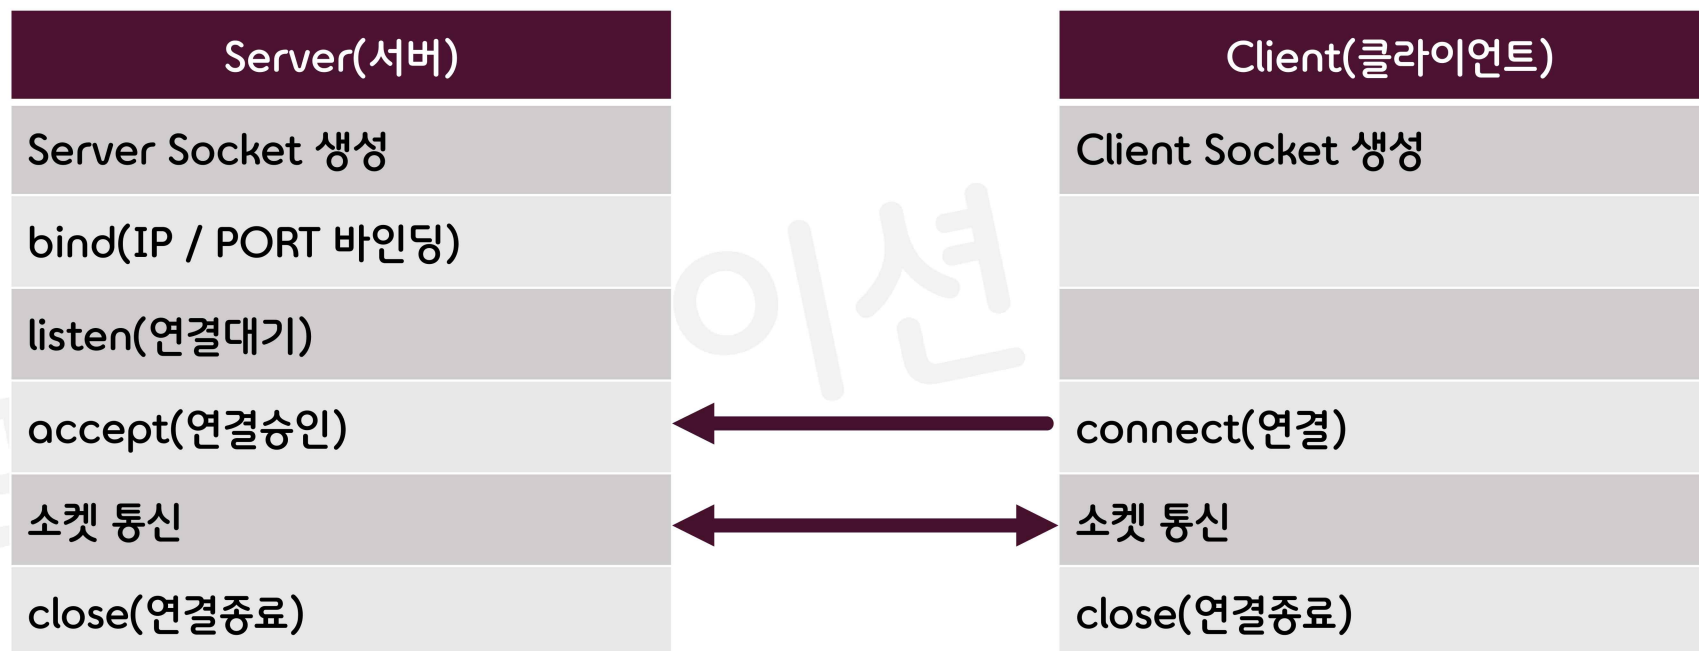 Server(서버)
Client(클라이언트)
Server Socket 생성
Client Socket 생성
bind(IP / PORT 바인딩)
listen(연결대기)
accept(연결승인)
connect(연결)
소켓 통신
소켓 통신
close(연결종료)
close(연결종료)
이션